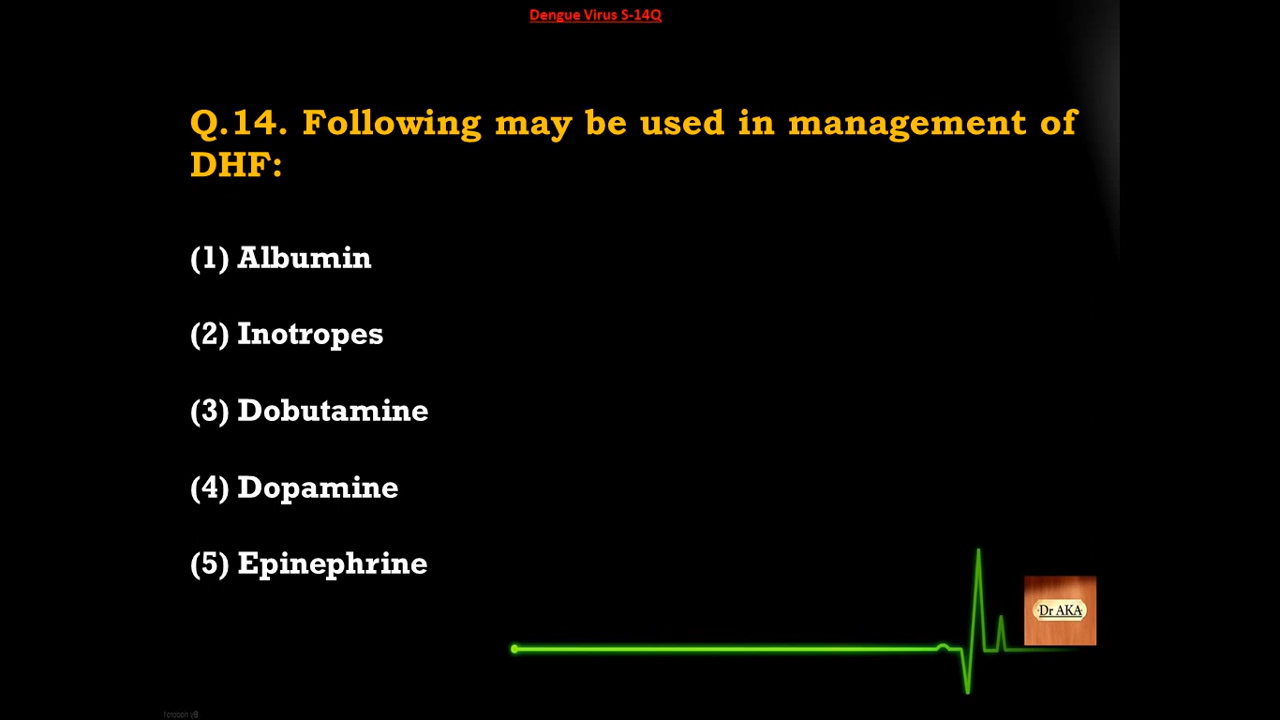 Dengue Virus S-14Q
Q.14. Following may be used in management of
DHF:
(1) Albumin
(2) Inotropes
(3) Dobutamine
(4) Dopamine
(5) Epinephrine
Dr AKA